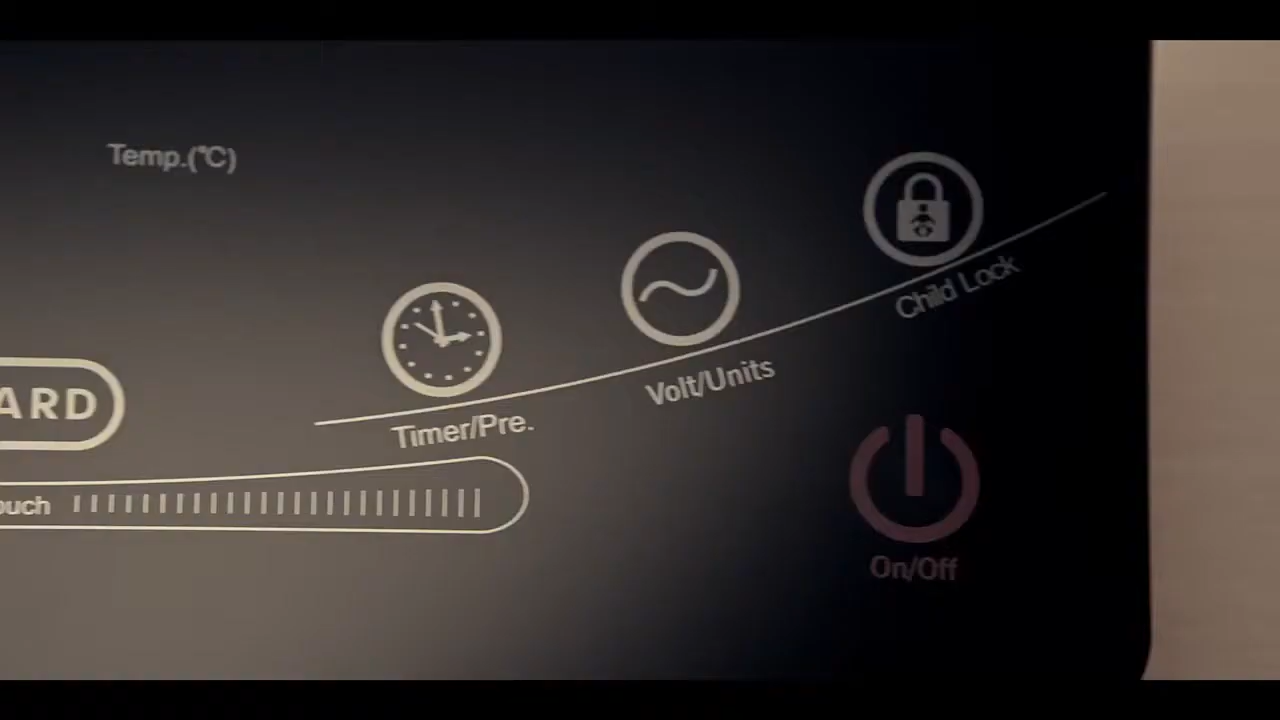 Temp.(°C)
Child Lock
Volt/Units
ARD
Timer/Pre.
ouch
On/Off